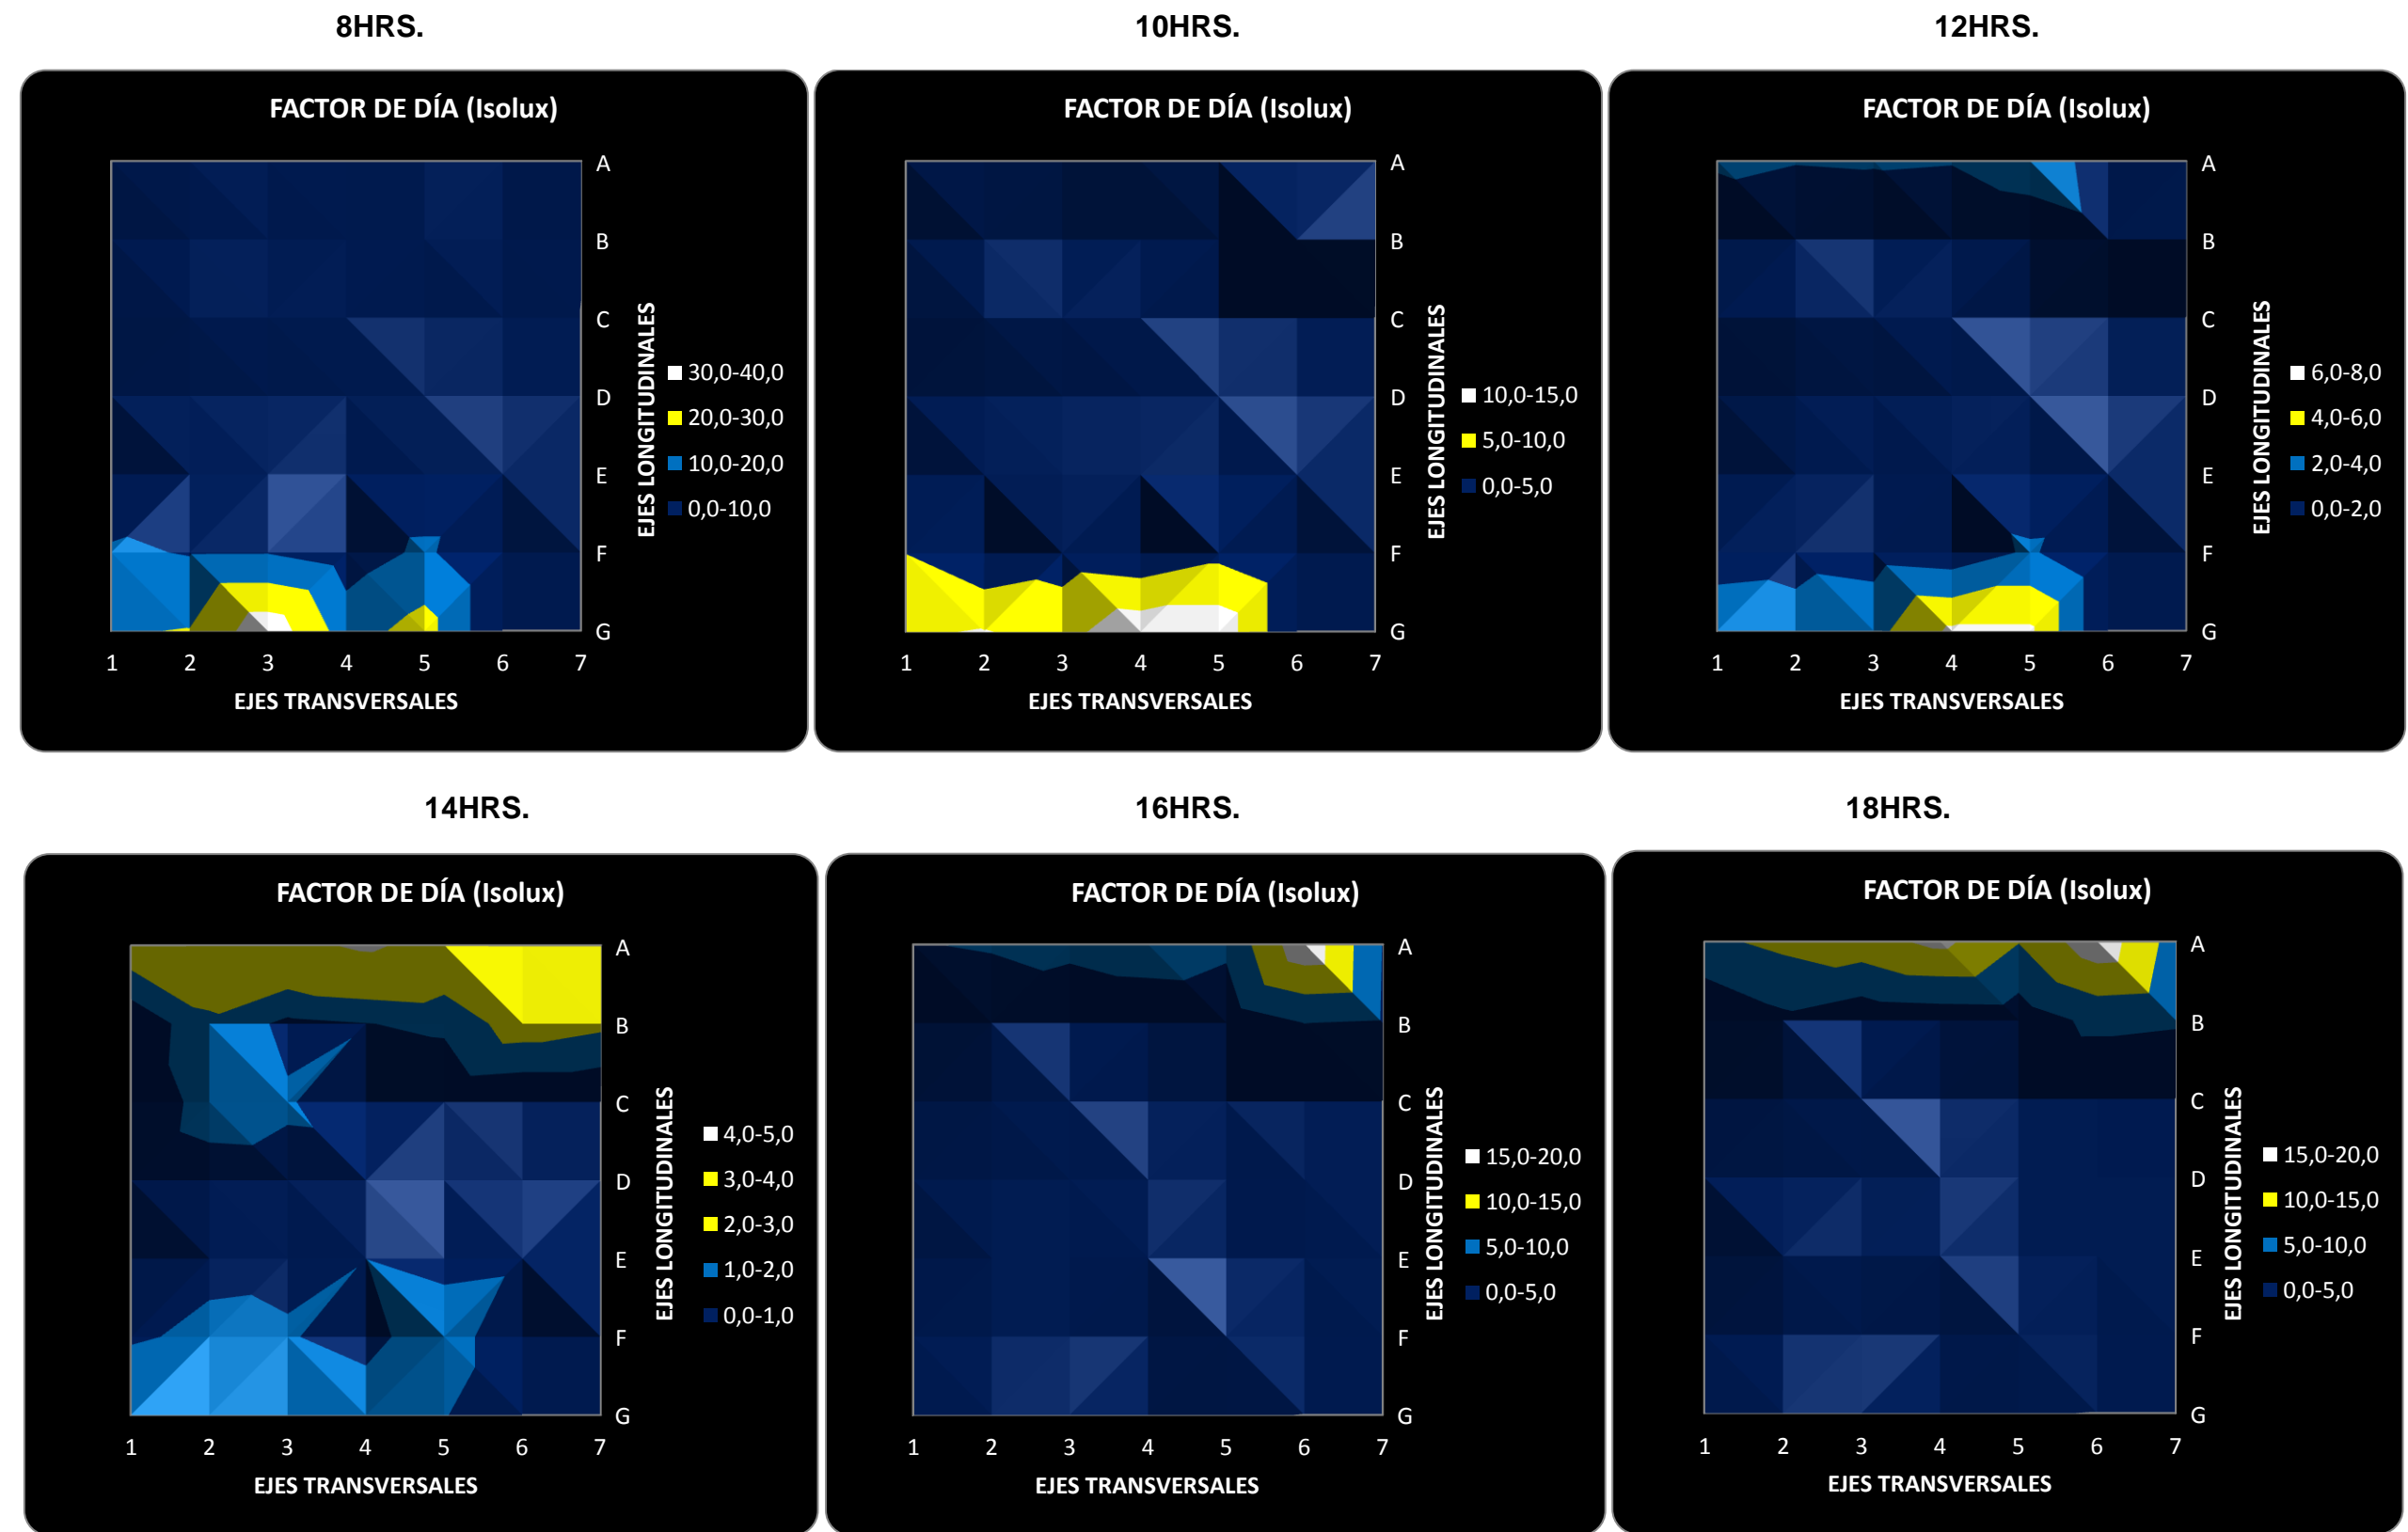 8HRS.
10HRS.
12HRS.
FACTOR DE DÍA (Isolux)
A
B
C
D
E
F
G
EJES LONGITUDINALES
30,0-40,0
20,0-30,0
10,0-20,0
0,0-10,0
1 2 3 4 5 6 7
EJES TRANSVERSALES
FACTOR DE DÍA (Isolux)
A
B
C
D
E
F
G
EJES LONGITUDINALES
10,0-15,0
5,0-10,0
0,0-5,0
1 2 3 4 5 6 7
EJES TRANSVERSALES
FACTOR DE DÍA (Isolux)
A
B
C
D
E
F
G
EJES LONGITUDINALES
6,0-8,0
4,0-6,0
2,0-4,0
0,0-2,0
1 2 3 4 5 6 7
EJES TRANSVERSALES
14HRS.
16HRS.
18HRS.
FACTOR DE DÍA (Isolux)
A
B
C
D
E
F
G
EJES LONGITUDINALES
4,0-5,0
3,0-4,0
2,0-3,0
1,0-2,0
0,0-1,0
1 2 3 4 5 6 7
EJES TRANSVERSALES
FACTOR DE DÍA (Isolux)
A
B
C
D
E
F
G
EJES LONGITUDINALES
15,0-20,0
10,0-15,0
5,0-10,0
0,0-5,0
1 2 3 4 5 6 7
EJES TRANSVERSALES
FACTOR DE DÍA (Isolux)
A
B
C
D
E
F
G
EJES LONGITUDINALES
15,0-20,0
10,0-15,0
5,0-10,0
0,0-5,0
1 2 3 4 5 6 7
EJES TRANSVERSALES